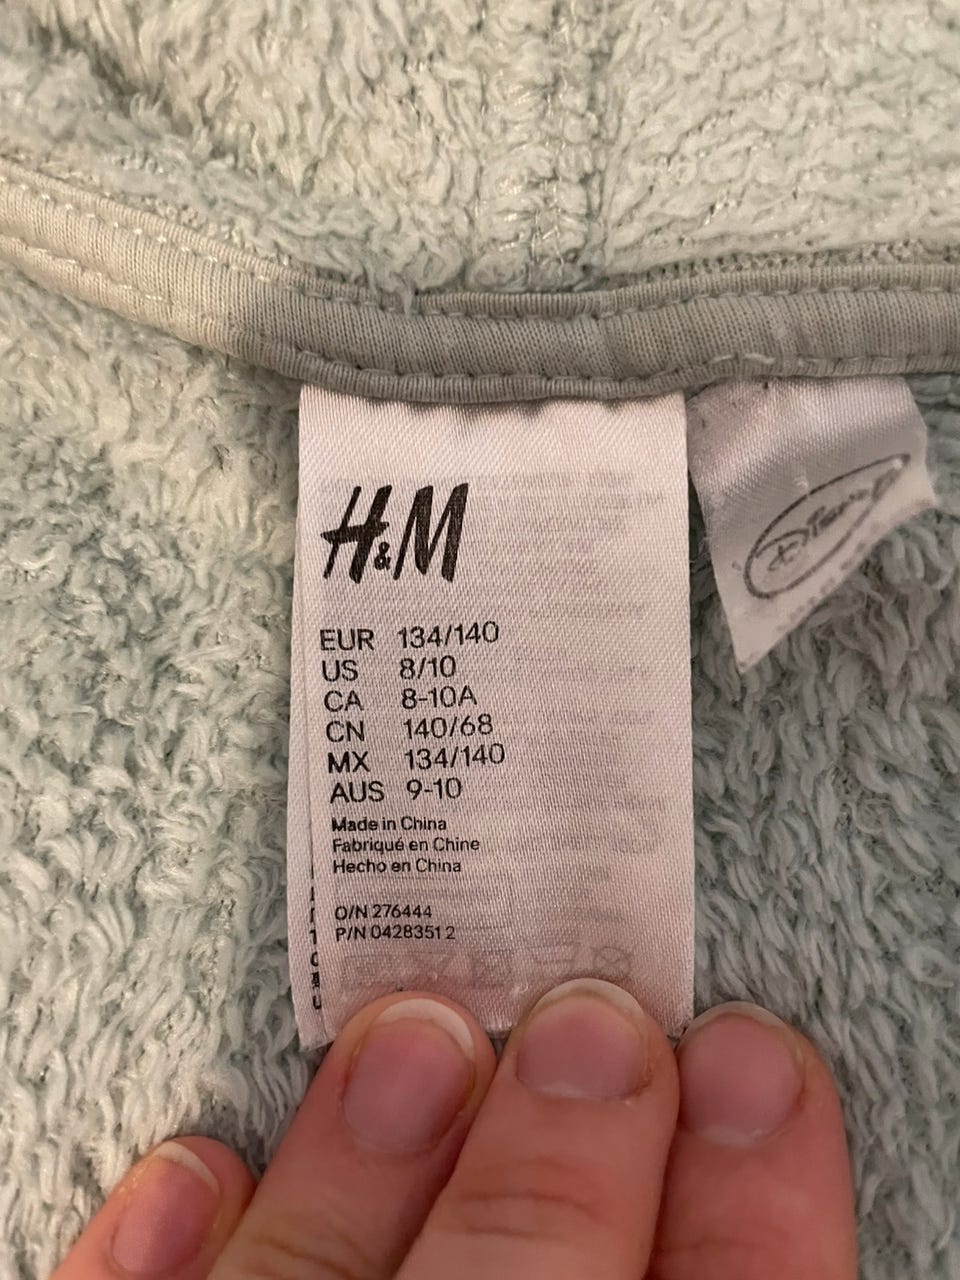 H&M
EUR 134/140
US 8/10
CA 8-10A
CN 140/68
MX 134/140
AUS 9-10
Made in China
Fabriqué en Chine
Hecho en China
O/N 276444
P/N 04283512
Disney